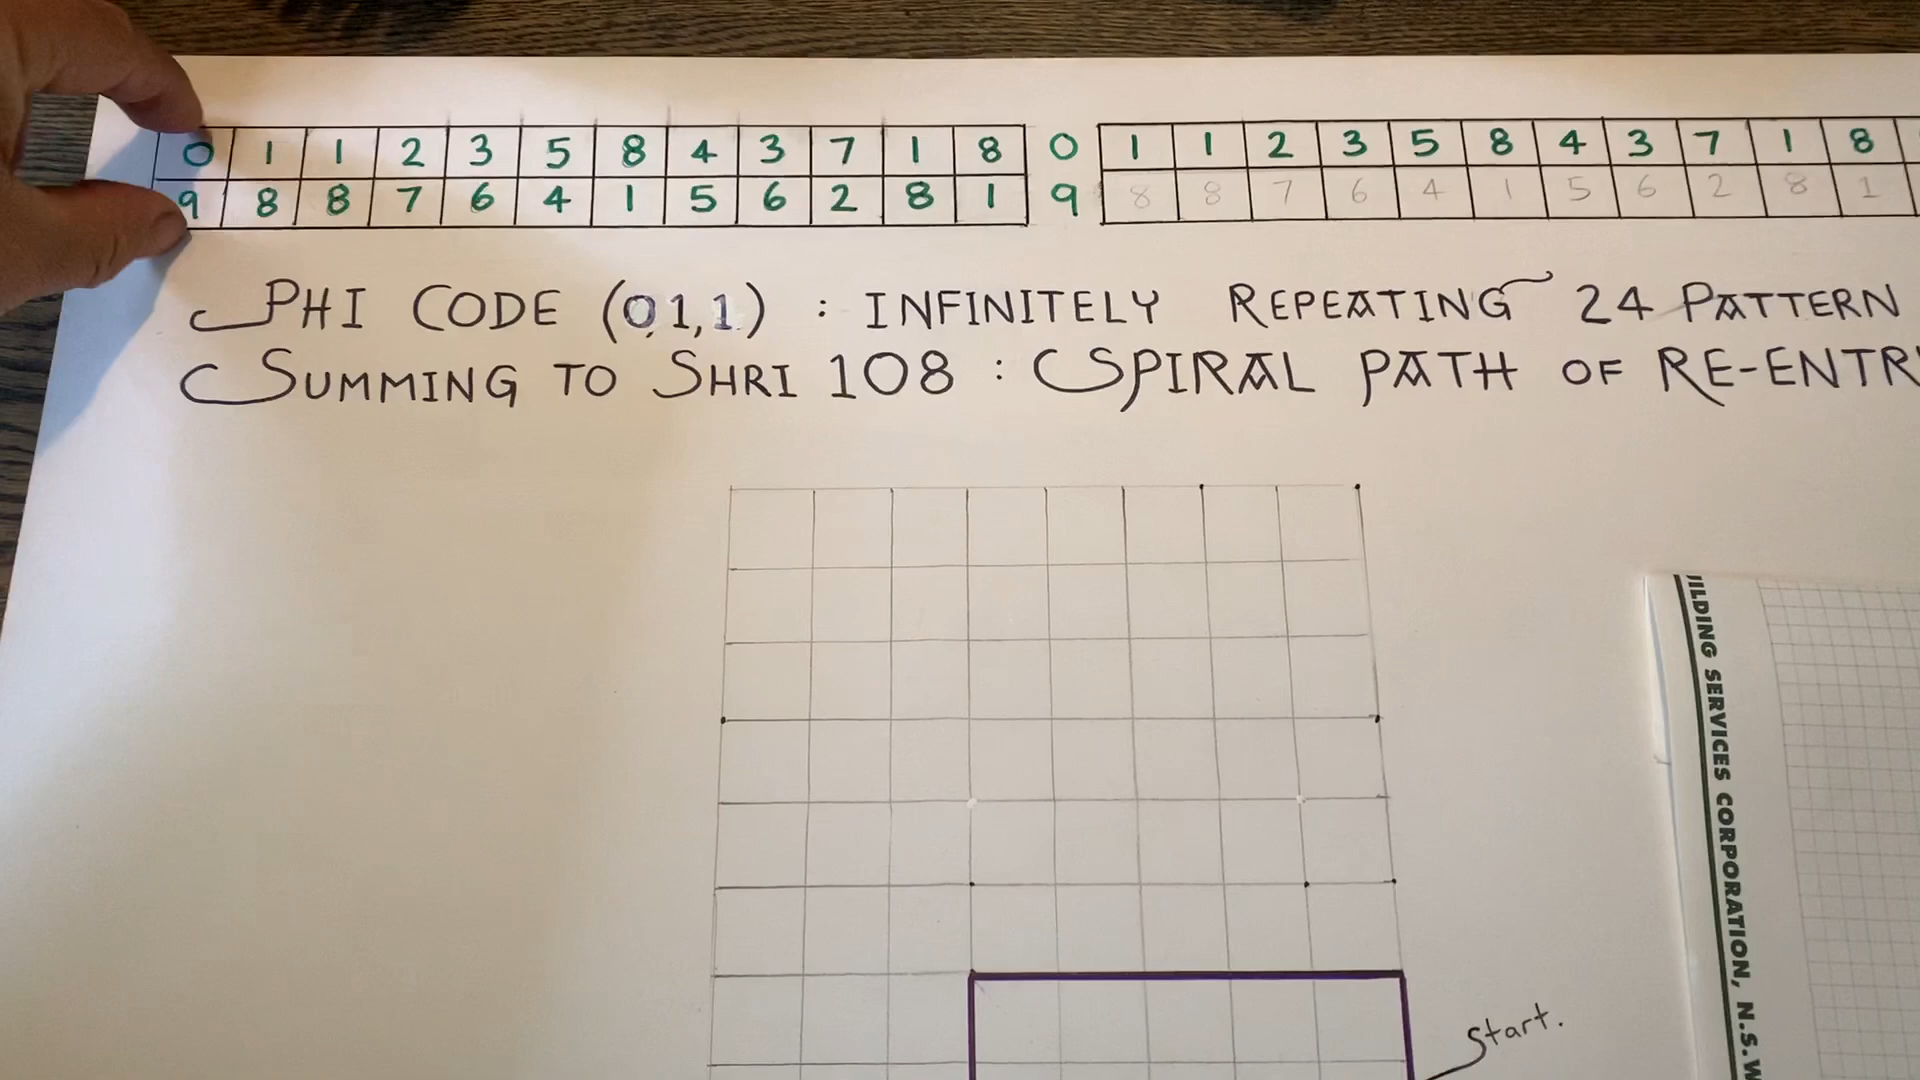 0 1 1 2 3 5 8 4 3 7 1 8 0 1 1 2 3 5 8 4 3 7 1 8
9 8 8 7 6 4 1 5 6 2 8 1 9 8 8 7 6 4 1 5 6 2 8 1
PHI CODE (0,1,1) : INFINITELY REPEATING 24 PATTERN
SUMMING TO SHRI 108 : SPIRAL PATH OF RE-ENTR
UILDING SERVICES CORPORATION, N.S.W
Start.